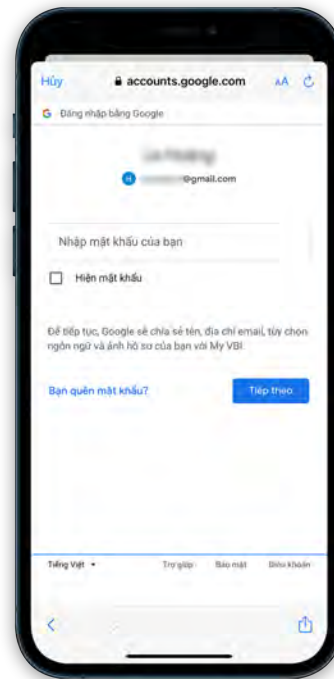 Hủy
accounts.google.com
AA
G Đăng nhập bằng Google
H
@gmail.com
Nhập mật khẩu của bạn
Hiện mật khẩu
Để tiếp tục, Google sẽ chia sẻ tên, địa chỉ email, tùy chọn
ngôn ngữ và ảnh hồ sơ của bạn với My VBI.
Bạn quên mật khẩu?
Tiếp theo
Tiếng Việt
Trợ giúp
Bảo mật
Điều khoản